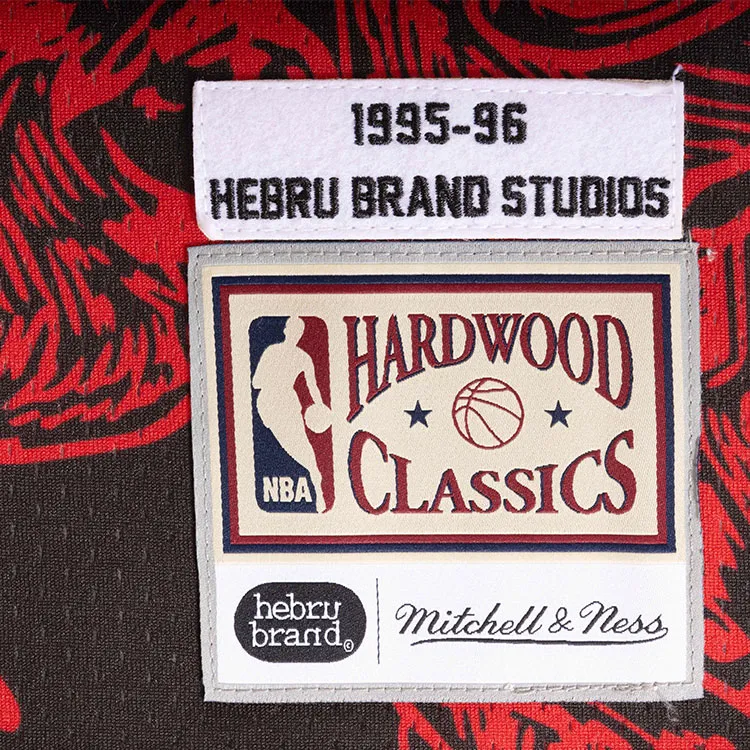 1995-96
HEBRU BRAND STUDIOS
HARDWOOD
CLASSICS
NBA
hebru
brand©
Mitchell & Ness